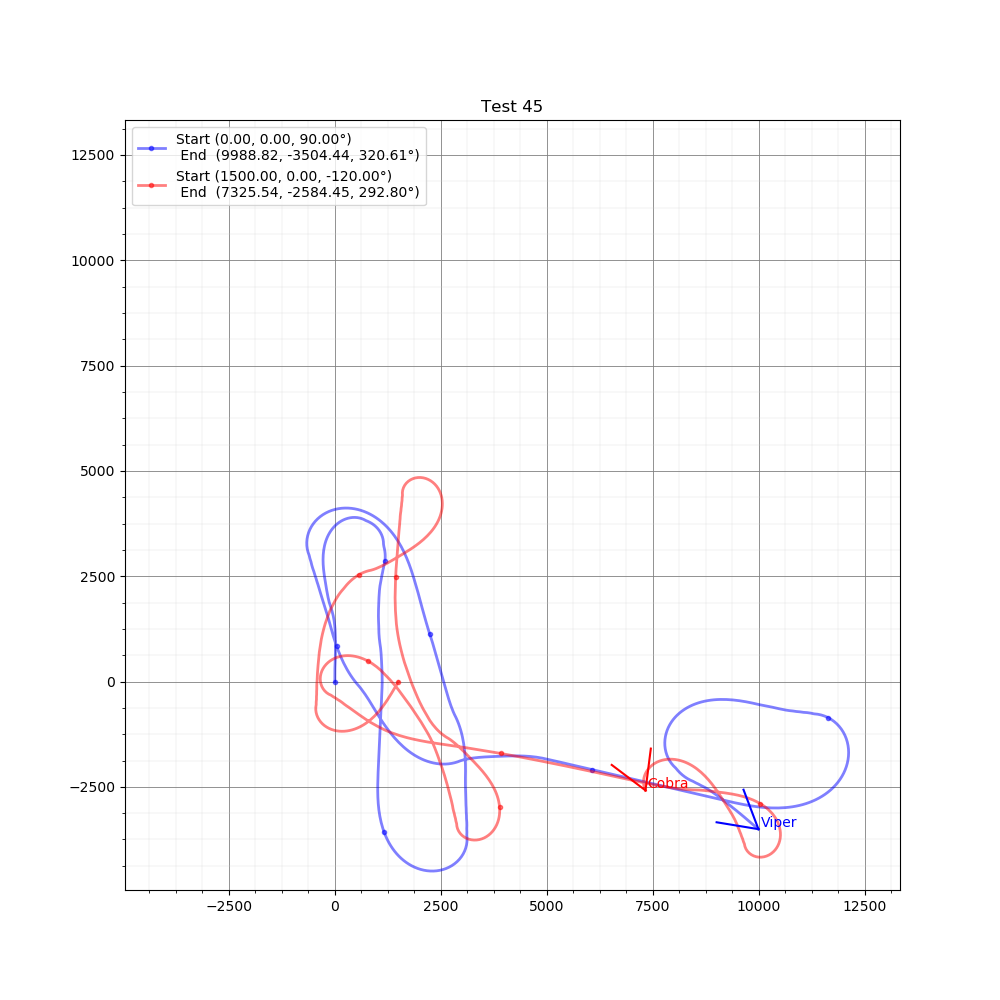 Test 45
Start (0.00, 0.00, 90.00°)
End (9988.82, -3504.44, 320.61°)
Start (1500.00, 0.00, -120.00°)
End (7325.54, -2584.45, 292.80°)
12500
10000
7500
5000
2500
0
−2500
Cobra
Viper
−2500
0
2500
5000
7500
10000
12500